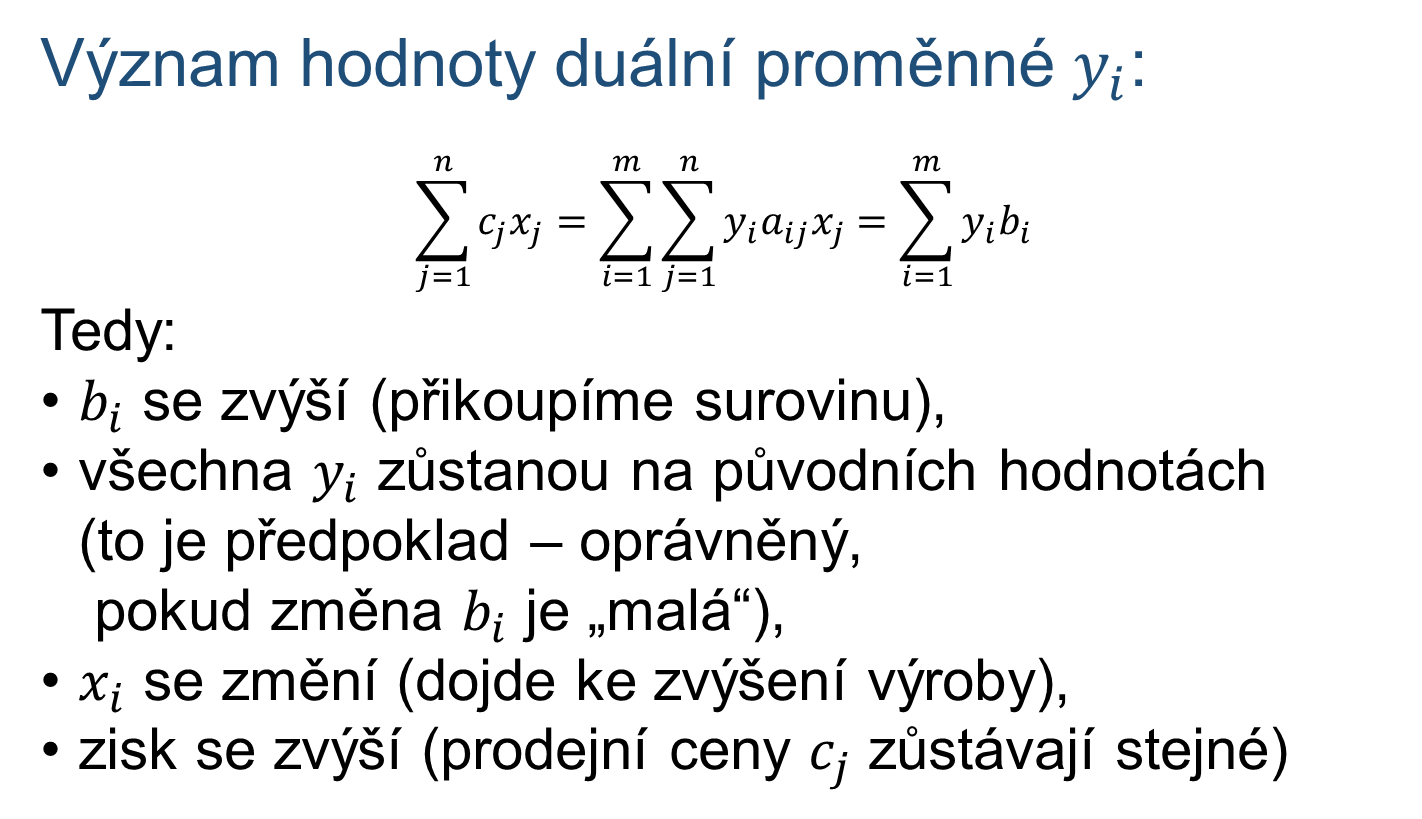 Význam hodnoty duální proměnné 𝑦ᵢ:
n m n m
∑ cⱼxⱼ = ∑ ∑ yᵢaᵢⱼxⱼ = ∑ yᵢbᵢ
j=1 i=1 j=1 i=1
Tedy:
• bᵢ se zvýší (přikoupíme surovinu),
• všechna yᵢ zůstanou na původních hodnotách
(to je předpoklad – oprávněný,
pokud změna bᵢ je „malá“),
• xᵢ se změní (dojde ke zvýšení výroby),
• zisk se zvýší (prodejní ceny cⱼ zůstávají stejné)